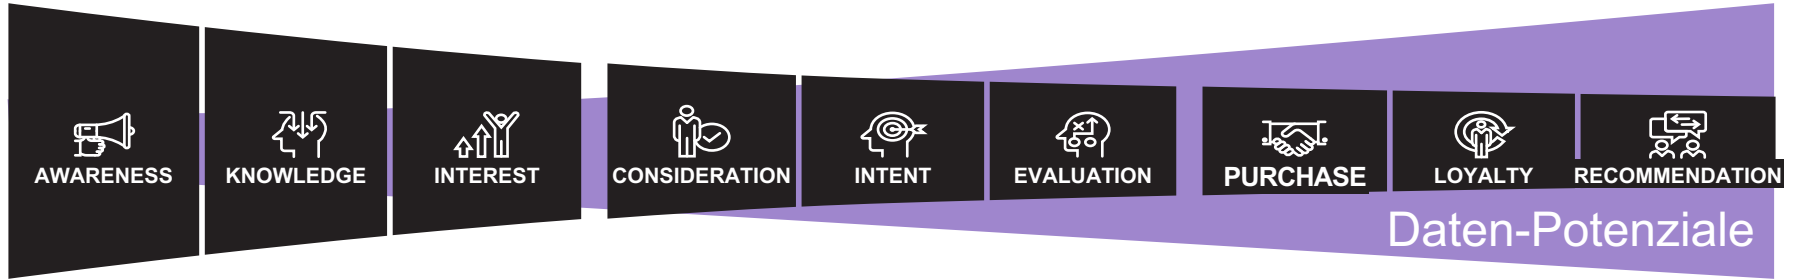 AWARENESS
KNOWLEDGE
INTEREST
CONSIDERATION
INTENT
EVALUATION
PURCHASE
LOYALTY
RECOMMENDATION
Daten-Potenziale